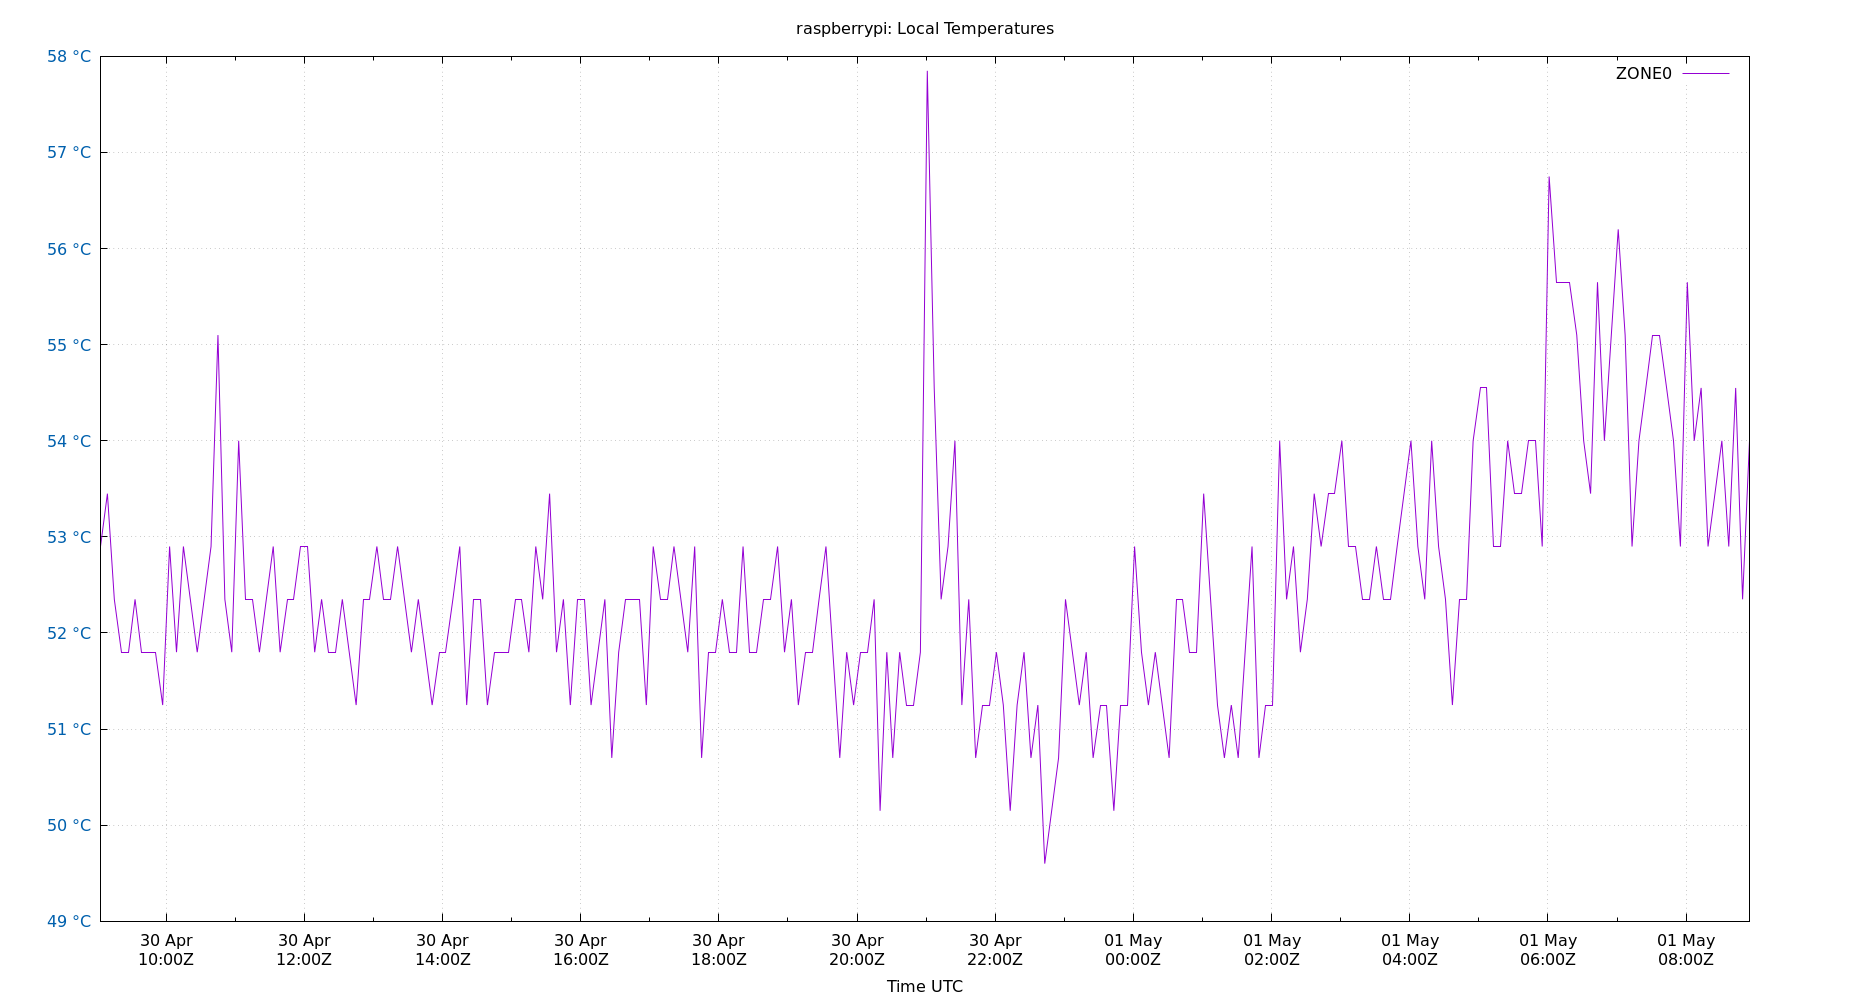 raspberrypi: Local Temperatures
58 °C
ZONE0
57 °C
56 °C
55 °C
54 °C
53 °C
52 °C
51 °C
50 °C
49 °C
30 Apr 30 Apr 30 Apr 30 Apr 30 Apr 30 Apr 30 Apr 01 May 01 May 01 May 01 May 01 May
10:00Z 12:00Z 14:00Z 16:00Z 18:00Z 20:00Z 22:00Z 00:00Z 02:00Z 04:00Z 06:00Z 08:00Z
Time UTC